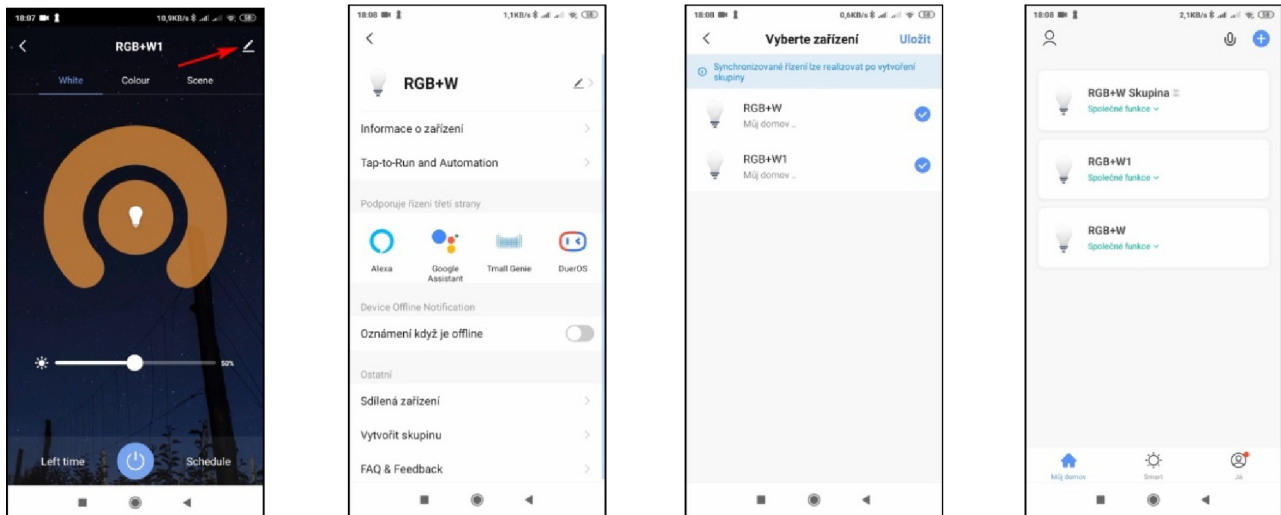 18:07
10,9KB/s
58
RGB+W1
White Colour Scene
50%
Left time Schedule
18:08
1,1KB/s
58
RGB+W
Informace o zařízení
Tap-to-Run and Automation
Podporuje řízení třetí strany
Alexa Google Assistant Tmall Genie DuerOS
Device Offline Notification
Oznámení když je offline
Ostatní
Sdílená zařízení
Vytvořit skupinu
FAQ & Feedback
18:08
0,6KB/s
58
Vyberte zařízení Uložit
Synchronizované řízení lze realizovat po vytvoření
skupiny
RGB+W
Můj domov ..
RGB+W1
Můj domov ..
18:08
2,1KB/s
58
RGB+W Skupina
Společné funkce
RGB+W1
Společné funkce
RGB+W
Společné funkce
Můj domov Smart Já